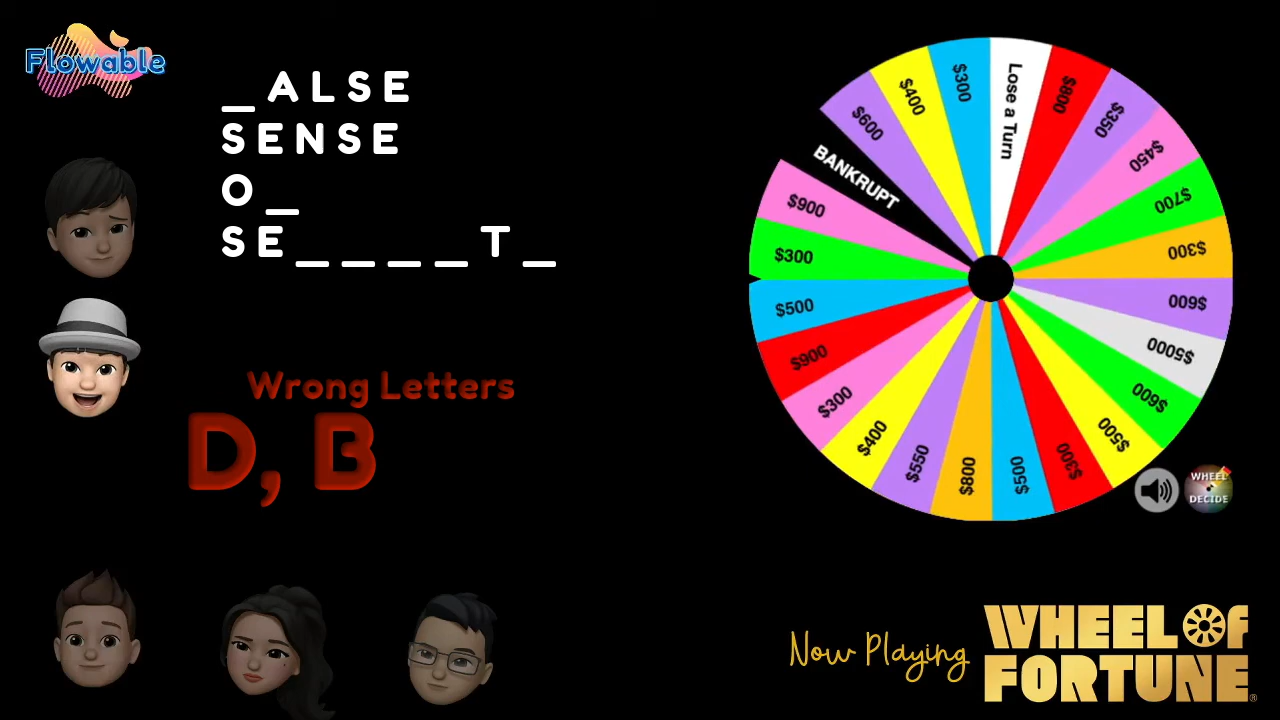 Flowable
_ALSE
SENSE
O_
SE____T_
Wrong Letters
D, B
Lose a Turn
$800
$350
$450
$700
$300
$600
$5000
$600
$500
$300
$500
$800
$550
$400
$300
$900
$500
$300
$900
BANKRUPT
$600
$400
$300
WHEEL
DECIDE
Now Playing
WHEEL OF
FORTUNE®